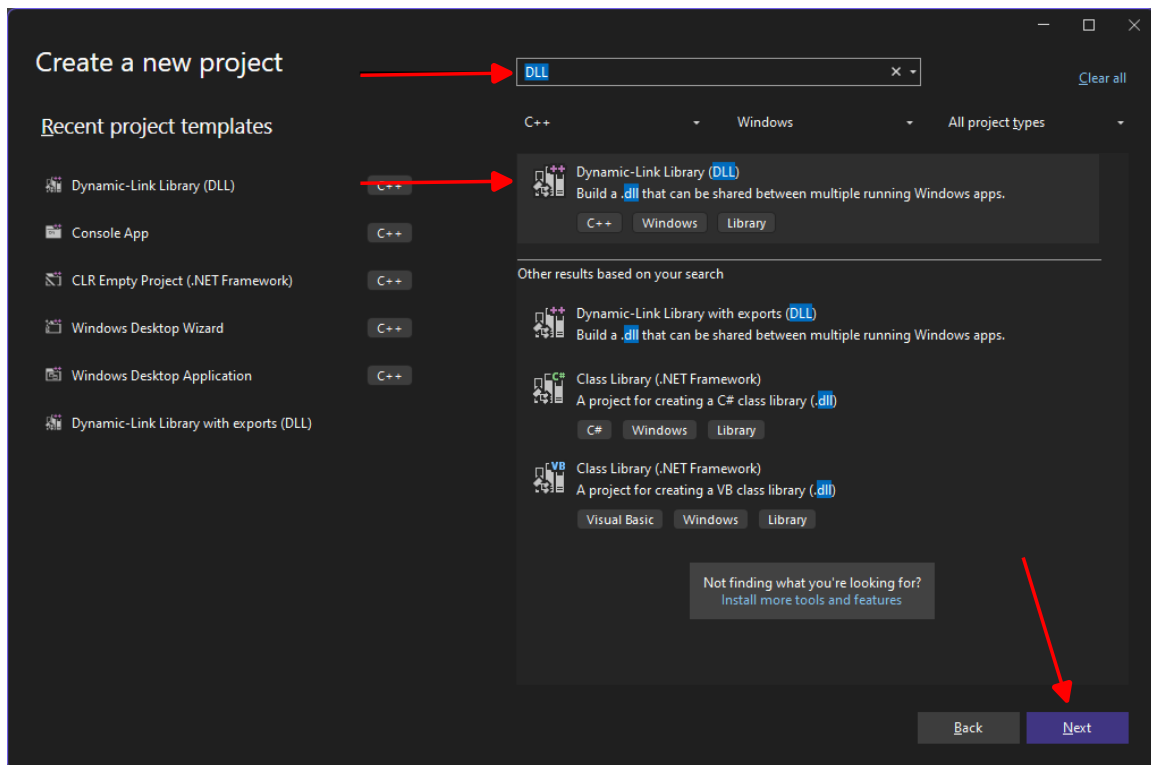 Create a new project
DLL
Clear all
Recent project templates
C++ Windows All project types
Dynamic-Link Library (DLL) C++
Console App C++
CLR Empty Project (.NET Framework) C++
Windows Desktop Wizard C++
Windows Desktop Application C++
Dynamic-Link Library with exports (DLL)
Dynamic-Link Library (DLL)
Build a .dll that can be shared between multiple running Windows apps.
C++ Windows Library
Other results based on your search
Dynamic-Link Library with exports (DLL)
Build a .dll that can be shared between multiple running Windows apps.
C#
Class Library (.NET Framework)
A project for creating a C# class library (.dll)
C# Windows Library
VB
Class Library (.NET Framework)
A project for creating a VB class library (.dll)
Visual Basic Windows Library
Not finding what you're looking for?
Install more tools and features
Back Next